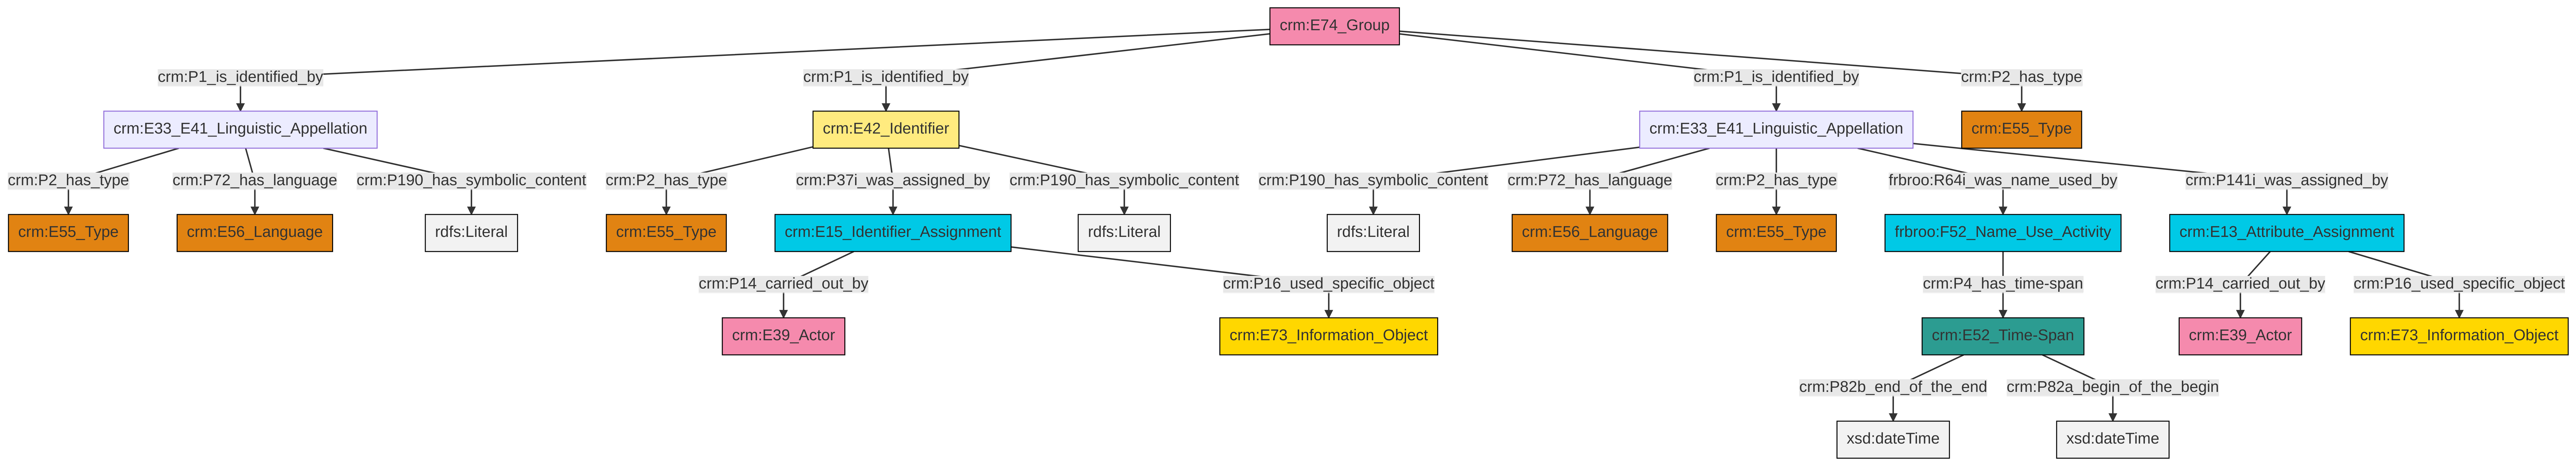 crm:E74_Group
crm:P1_is_identified_by
crm:P1_is_identified_by
crm:P1_is_identified_by
crm:P2_has_type
crm:E33_E41_Linguistic_Appellation
crm:E42_Identifier
crm:E33_E41_Linguistic_Appellation
crm:E55_Type
crm:P2_has_type
crm:P72_has_language
crm:P190_has_symbolic_content
crm:P2_has_type
crm:P37i_was_assigned_by
crm:P190_has_symbolic_content
crm:P190_has_symbolic_content
crm:P72_has_language
crm:P2_has_type
frbroo:R64i_was_name_used_by
crm:P141i_was_assigned_by
crm:E55_Type
crm:E56_Language
rdfs:Literal
crm:E55_Type
crm:E15_Identifier_Assignment
rdfs:Literal
rdfs:Literal
crm:E56_Language
crm:E55_Type
frbroo:F52_Name_Use_Activity
crm:E13_Attribute_Assignment
crm:P14_carried_out_by
crm:P16_used_specific_object
crm:P4_has_time-span
crm:P14_carried_out_by
crm:P16_used_specific_object
crm:E39_Actor
crm:E73_Information_Object
crm:E52_Time-Span
crm:E39_Actor
crm:E73_Information_Object
crm:P82b_end_of_the_end
crm:P82a_begin_of_the_begin
xsd:dateTime
xsd:dateTime